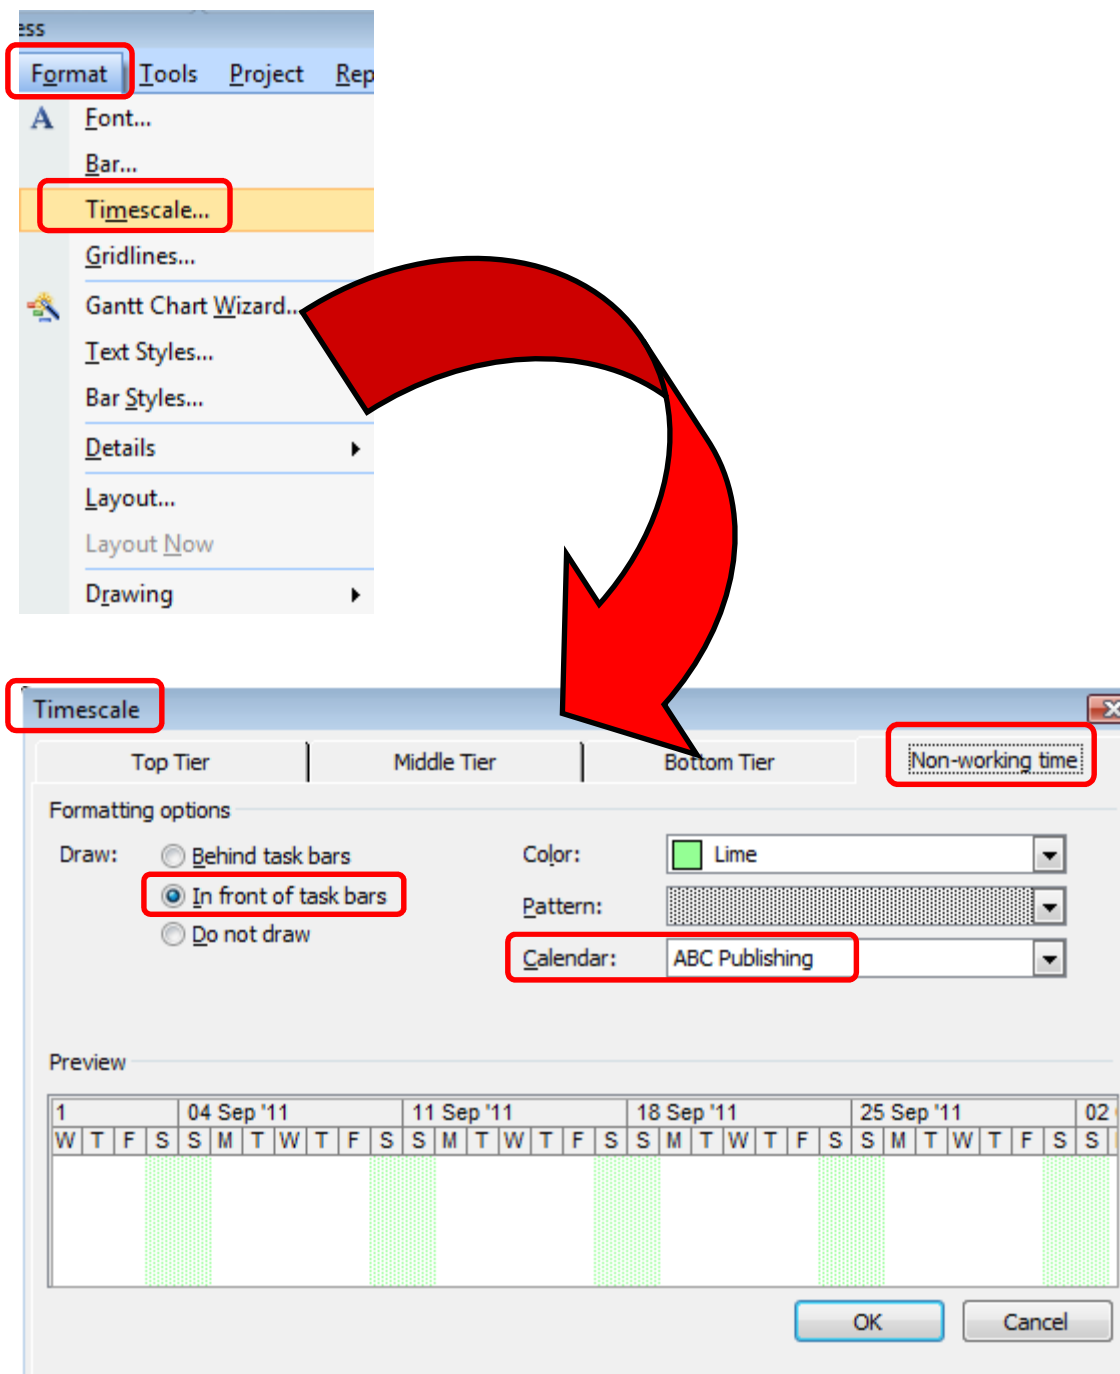 ess
Format Tools Project Rep
Font...
Bar...
Timescale...
Gridlines...
Gantt Chart Wizard...
Text Styles...
Bar Styles...
Details
Layout...
Layout Now
Drawing
Timescale
Top Tier Middle Tier Bottom Tier Non-working time
Formatting options
Draw: Behind task bars Color: Lime
In front of task bars Pattern:
Do not draw
Calendar: ABC Publishing
Preview
1 04 Sep '11 11 Sep '11 18 Sep '11 25 Sep '11 02
W T F S S M T W T F S S M T W T F S S M T W T F S S M T W T F S S
OK Cancel